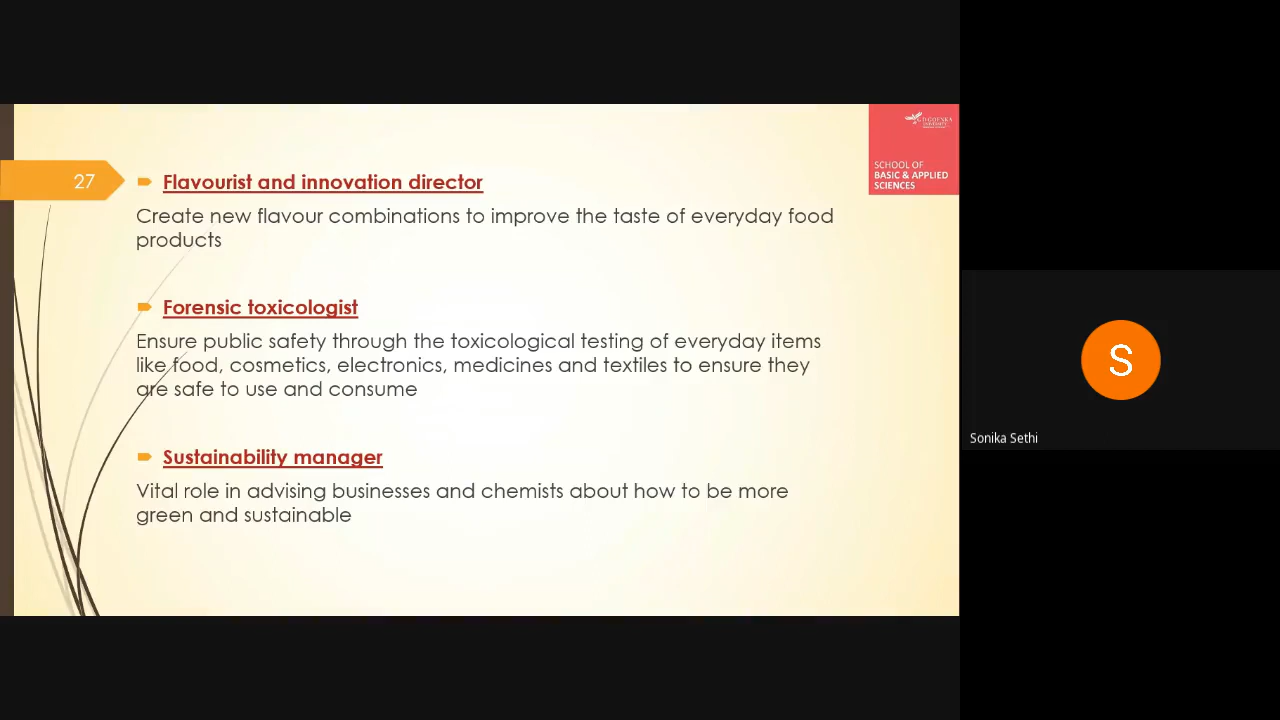 27
Flavourist and innovation director
Create new flavour combinations to improve the taste of everyday food
products
Forensic toxicologist
Ensure public safety through the toxicological testing of everyday items
like food, cosmetics, electronics, medicines and textiles to ensure they
are safe to use and consume
Sustainability manager
Vital role in advising businesses and chemists about how to be more
green and sustainable
SCHOOL OF
BASIC & APPLIED
SCIENCES
S
Sonika Sethi